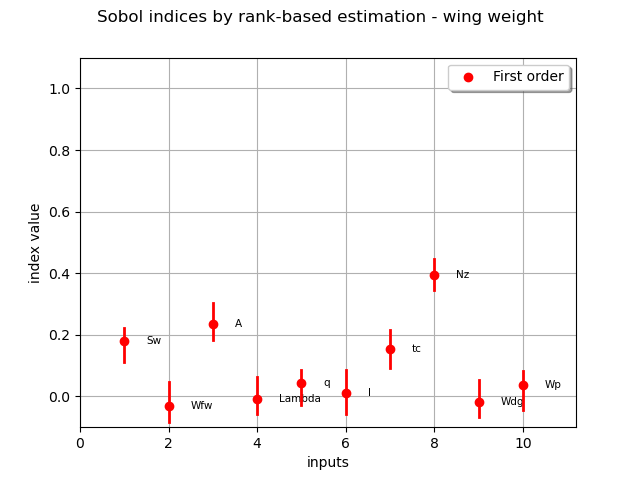 Sobol indices by rank-based estimation - wing weight
First order
1.0
0.8
0.6
0.4
0.2
0.0
index value
Sw
Wfw
A
Lambda
q
l
tc
Nz
Wdg
Wp
0 2 4 6 8 10
inputs